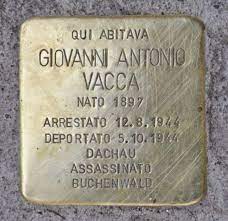 QUI ABITAVA
GIOVANNI ANTONIO
VACCA
NATO 1897
ARRESTATO 12.8.1944
DEPORTATO 5.10.1944
DACHAU
ASSASSINATO
BUCHENWALD